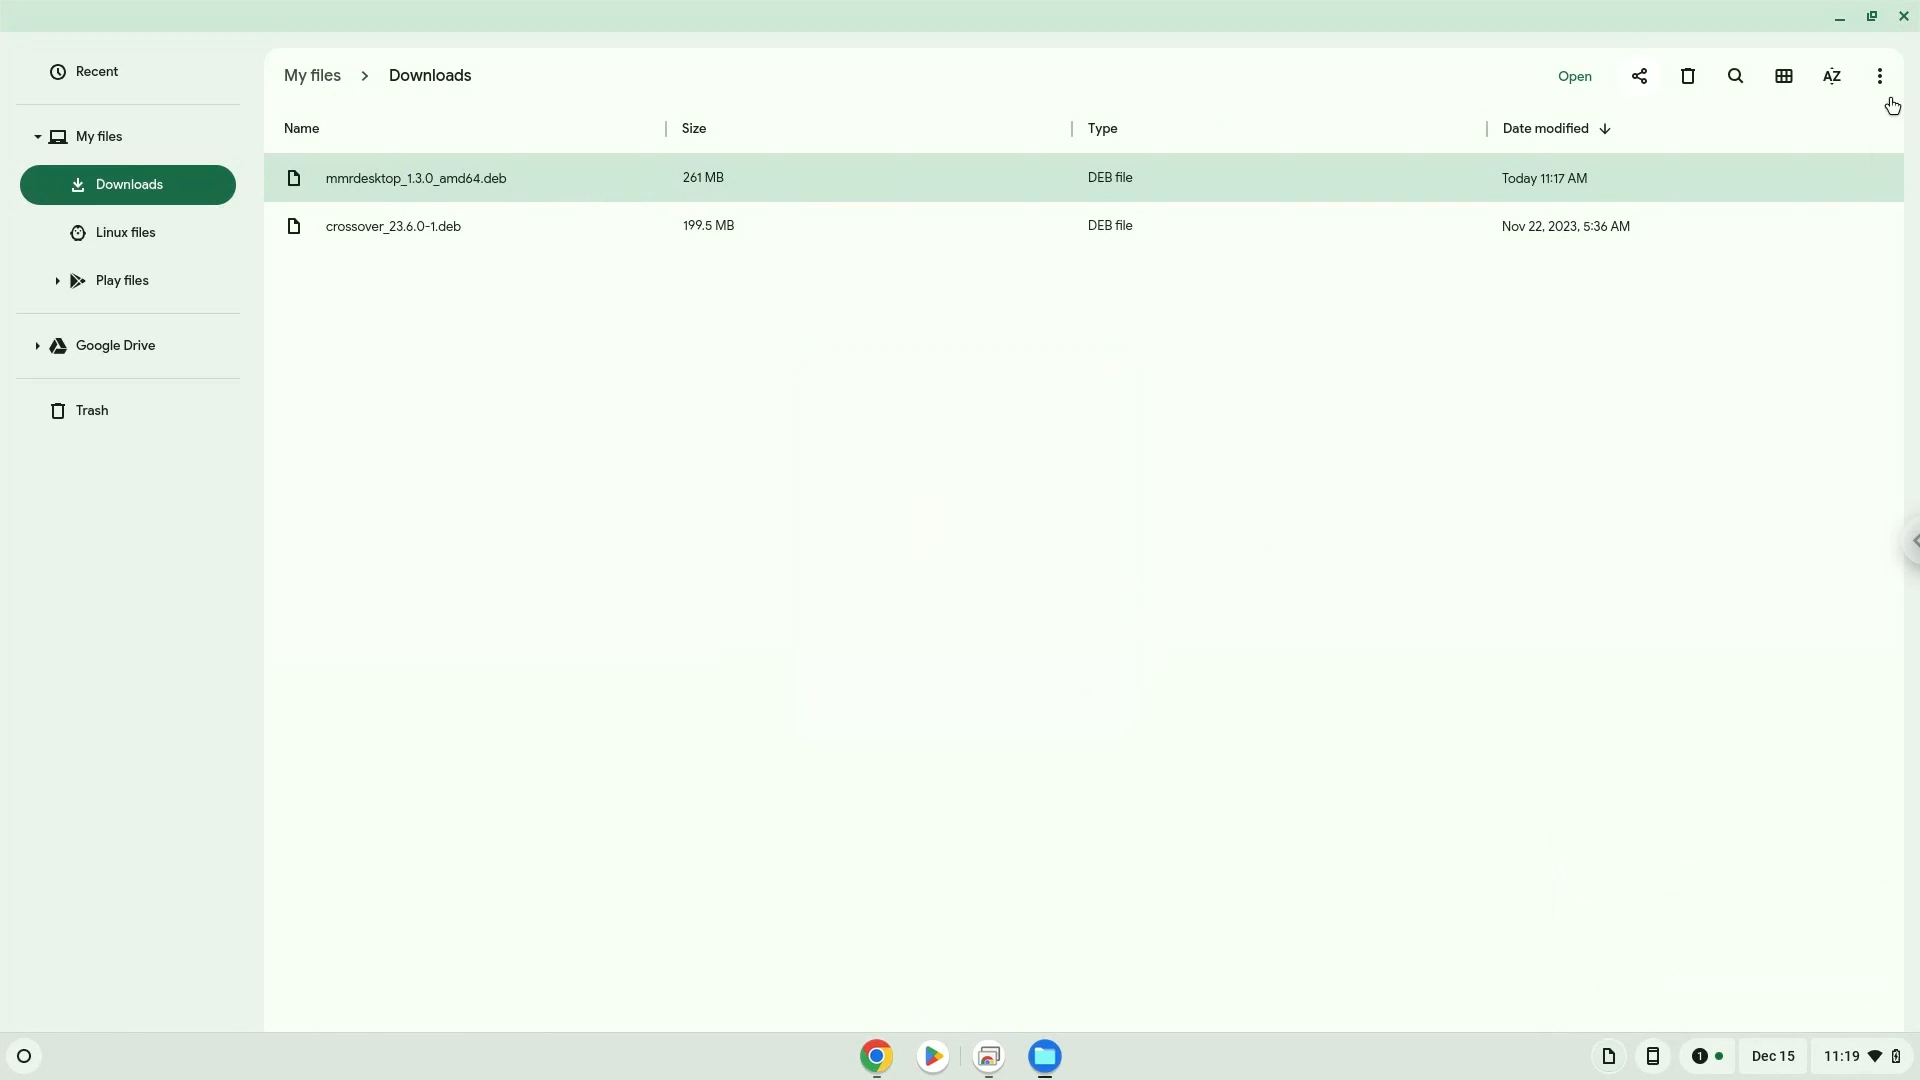 Recent
My files > Downloads
Open
AZ
Name
Size
Type
Date modified
My files
mmrdesktop_1.3.0_amd64.deb
261 MB
DEB file
Today 11:17 AM
Downloads
crossover_23.6.0-1.deb
199.5 MB
DEB file
Nov 22, 2023, 5:36 AM
Linux files
Play files
Google Drive
Trash
1
Dec 15
11:19